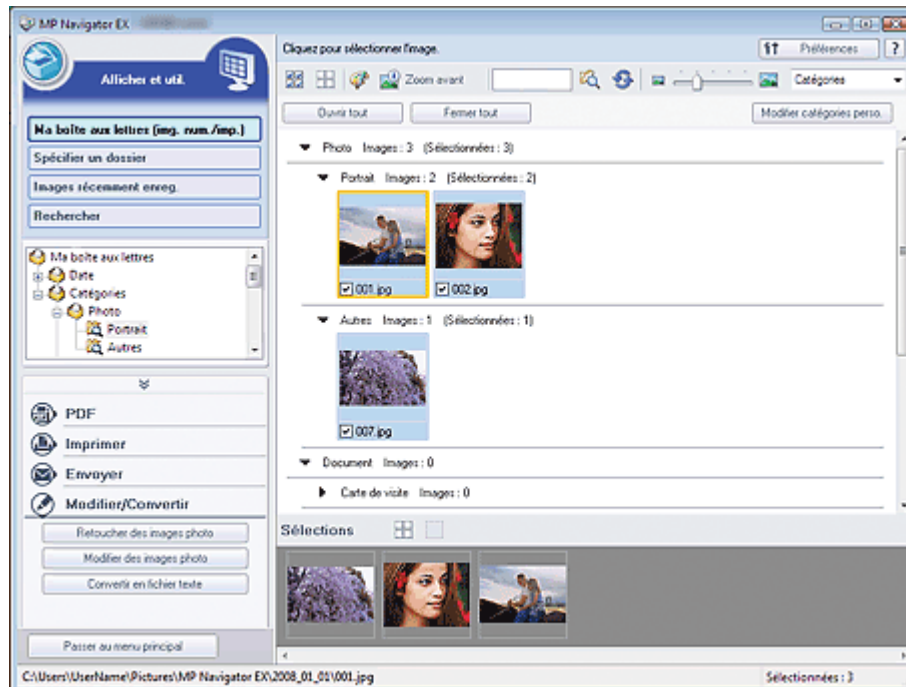 MP Navigator EX
Afficher et util.
Ma boîte aux lettres (img. num./imp.)
Spécifier un dossier
Images récemment enreg.
Rechercher
Ma boîte aux lettres
Date
Catégories
Photo
Portrait
Autres
PDF
Imprimer
Envoyer
Modifier/Convertir
Retoucher des images photo
Modifier des images photo
Convertir en fichier texte
Passer au menu principal
Cliquez pour sélectionner l'image.
Préférences
?
Zoom avant
Catégories
Ouvrir tout
Fermer tout
Modifier catégories perso.
Photo Images : 3 (Sélectionnées : 3)
Portrait Images : 2 (Sélectionnées : 2)
001.jpg
002.jpg
Autres Images : 1 (Sélectionnées : 1)
007.jpg
Document Images : 0
Carte de visite Images : 0
Sélections
C:\Users\UserName\Pictures\MP Navigator EX\2008_01_01\001.jpg
Sélectionnées : 3